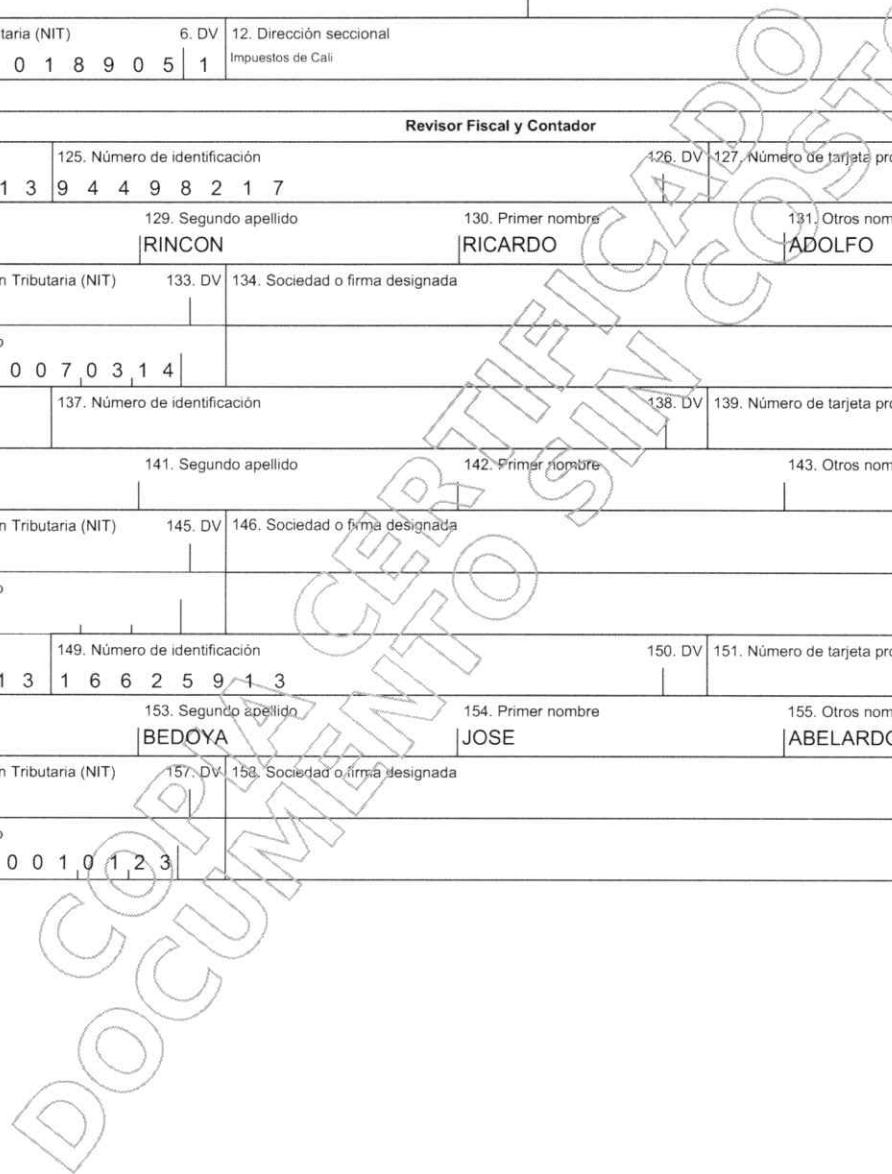 taria (NIT) 6. DV 12. Dirección seccional
0 1 8 9 0 5 1 Impuestos de Cali
Revisor Fiscal y Contador
125. Número de identificación 126. DV 127. Número de tarjeta pro
1 3 9 4 4 9 8 2 1 7
129. Segundo apellido 130. Primer nombre 131. Otros nom
RINCON RICARDO ADOLFO
n Tributaria (NIT) 133. DV 134. Sociedad o firma designada
o
0 0 7 0 3 1 4
137. Número de identificación 138. DV 139. Número de tarjeta pro
141. Segundo apellido 142. Primer nombre 143. Otros nom
n Tributaria (NIT) 145. DV 146. Sociedad o firma designada
o
149. Número de identificación 150. DV 151. Número de tarjeta pro
1 3 1 6 6 2 5 9 1 3
153. Segundo apellido 154. Primer nombre 155. Otros nom
BEDOYA JOSE ABELARDO
n Tributaria (NIT) 157. DV 158. Sociedad o firma designada
o
0 0 1 0 1 2 3
COPIA CERTIFICADO
DOCUMENTO SIN COSTO